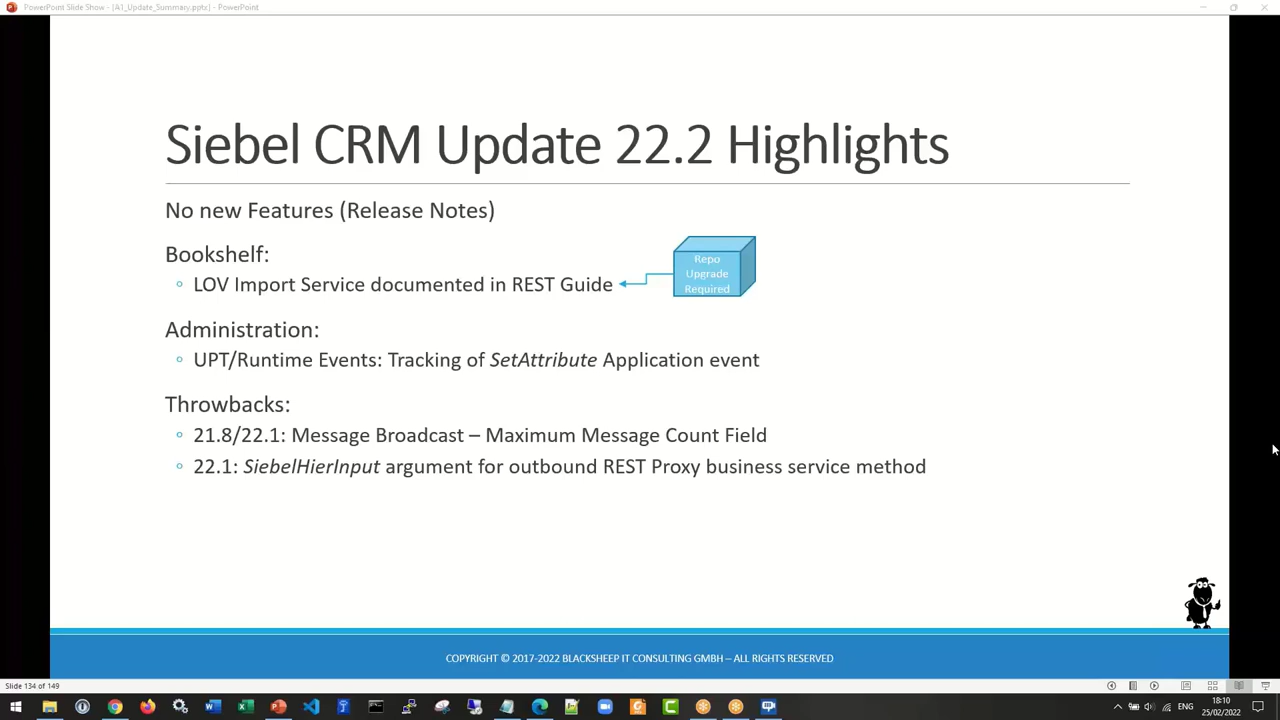 PowerPoint Slide Show - [41_Update_Summary.pptx] - PowerPoint
Siebel CRM Update 22.2 Highlights
No new Features (Release Notes)
Bookshelf:
LOV Import Service documented in REST Guide
Repo
Upgrade
Required
Administration:
UPT/Runtime Events: Tracking of SetAttribute Application event
Throwbacks:
21.8/22.1: Message Broadcast – Maximum Message Count Field
22.1: SiebelHierInput argument for outbound REST Proxy business service method
COPYRIGHT © 2017-2022 BLACKSHEEP IT CONSULTING GMBH – ALL RIGHTS RESERVED
Slide 134 of 149
ENG
18:10
25/02/2022